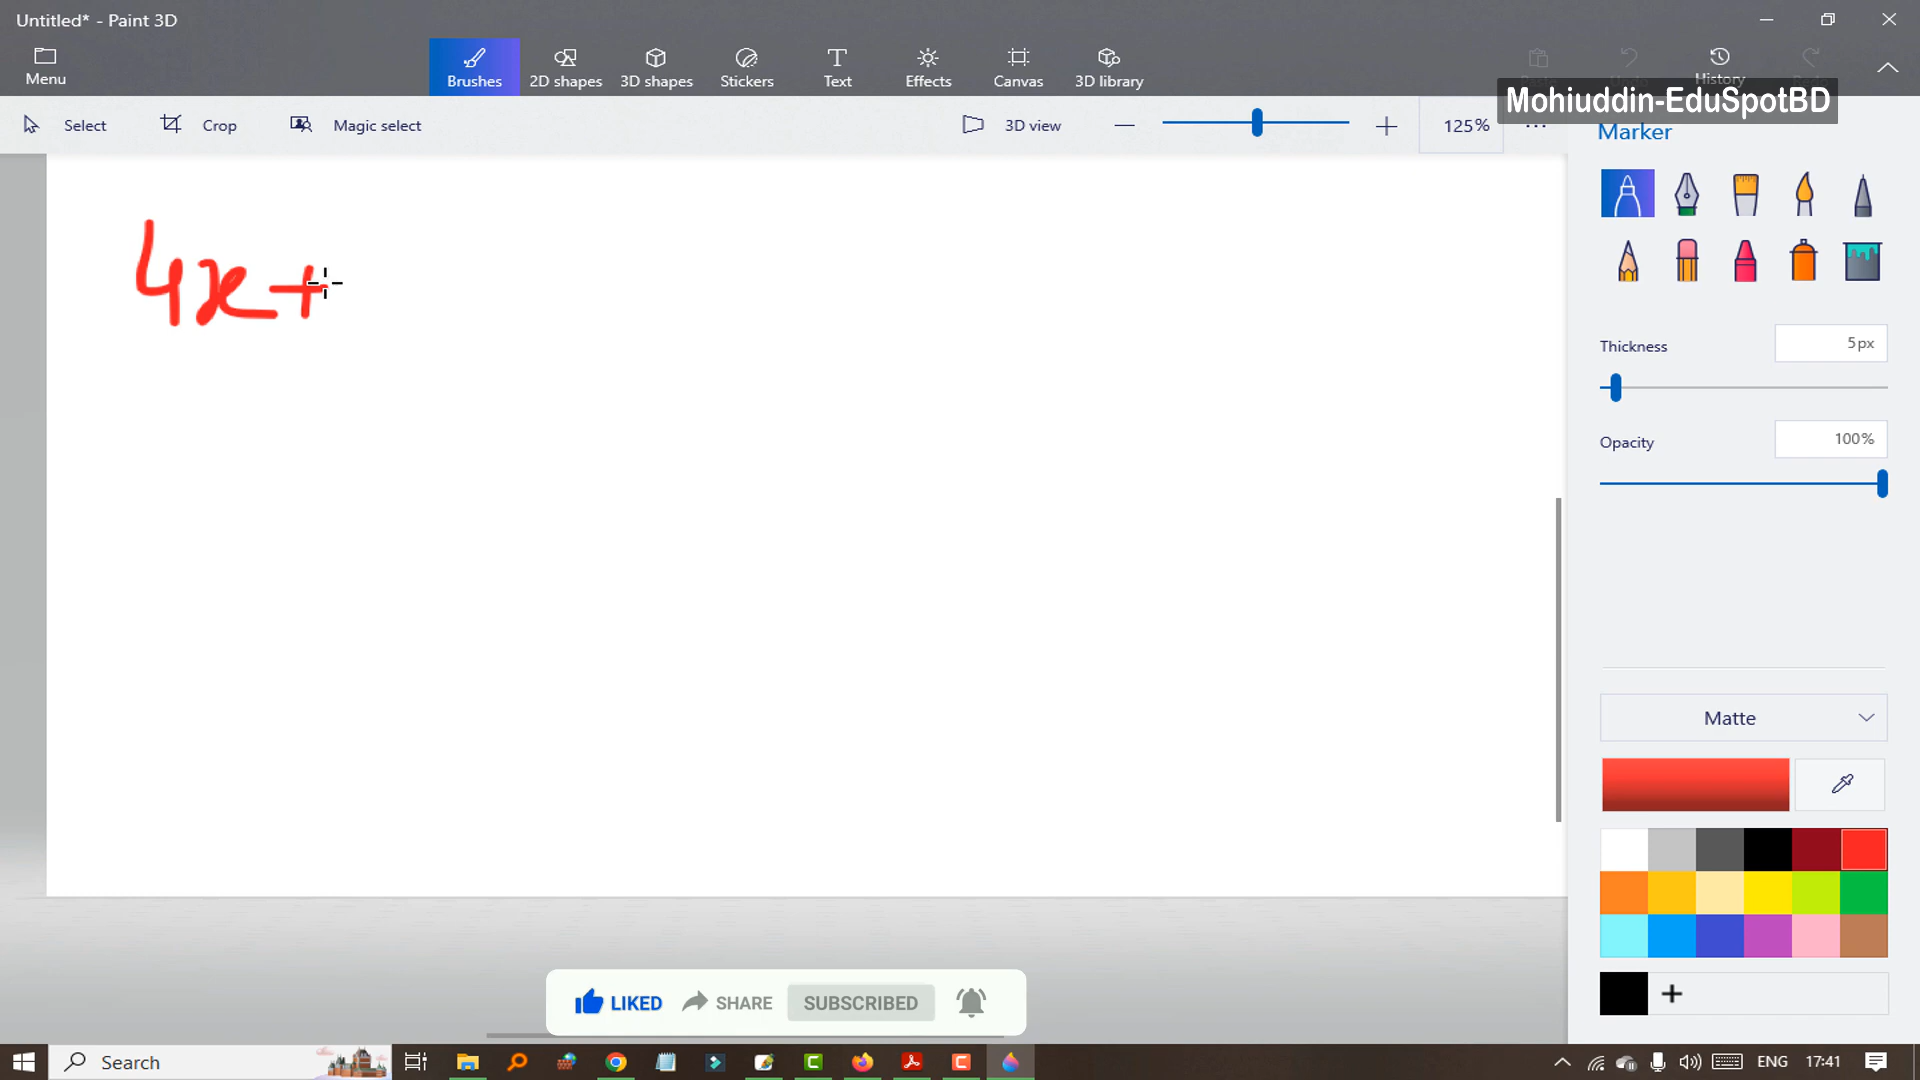 Untitled* - Paint 3D
Menu
Brushes
2D shapes
3D shapes
Stickers
Text
Effects
Canvas
3D library
History
Mohiuddin-EduSpotBD
Select
Crop
Magic select
3D view
125%
Marker
4x+
Thickness
5px
Opacity
100%
Matte
LIKED
SHARE
SUBSCRIBED
Search
ENG
17:41